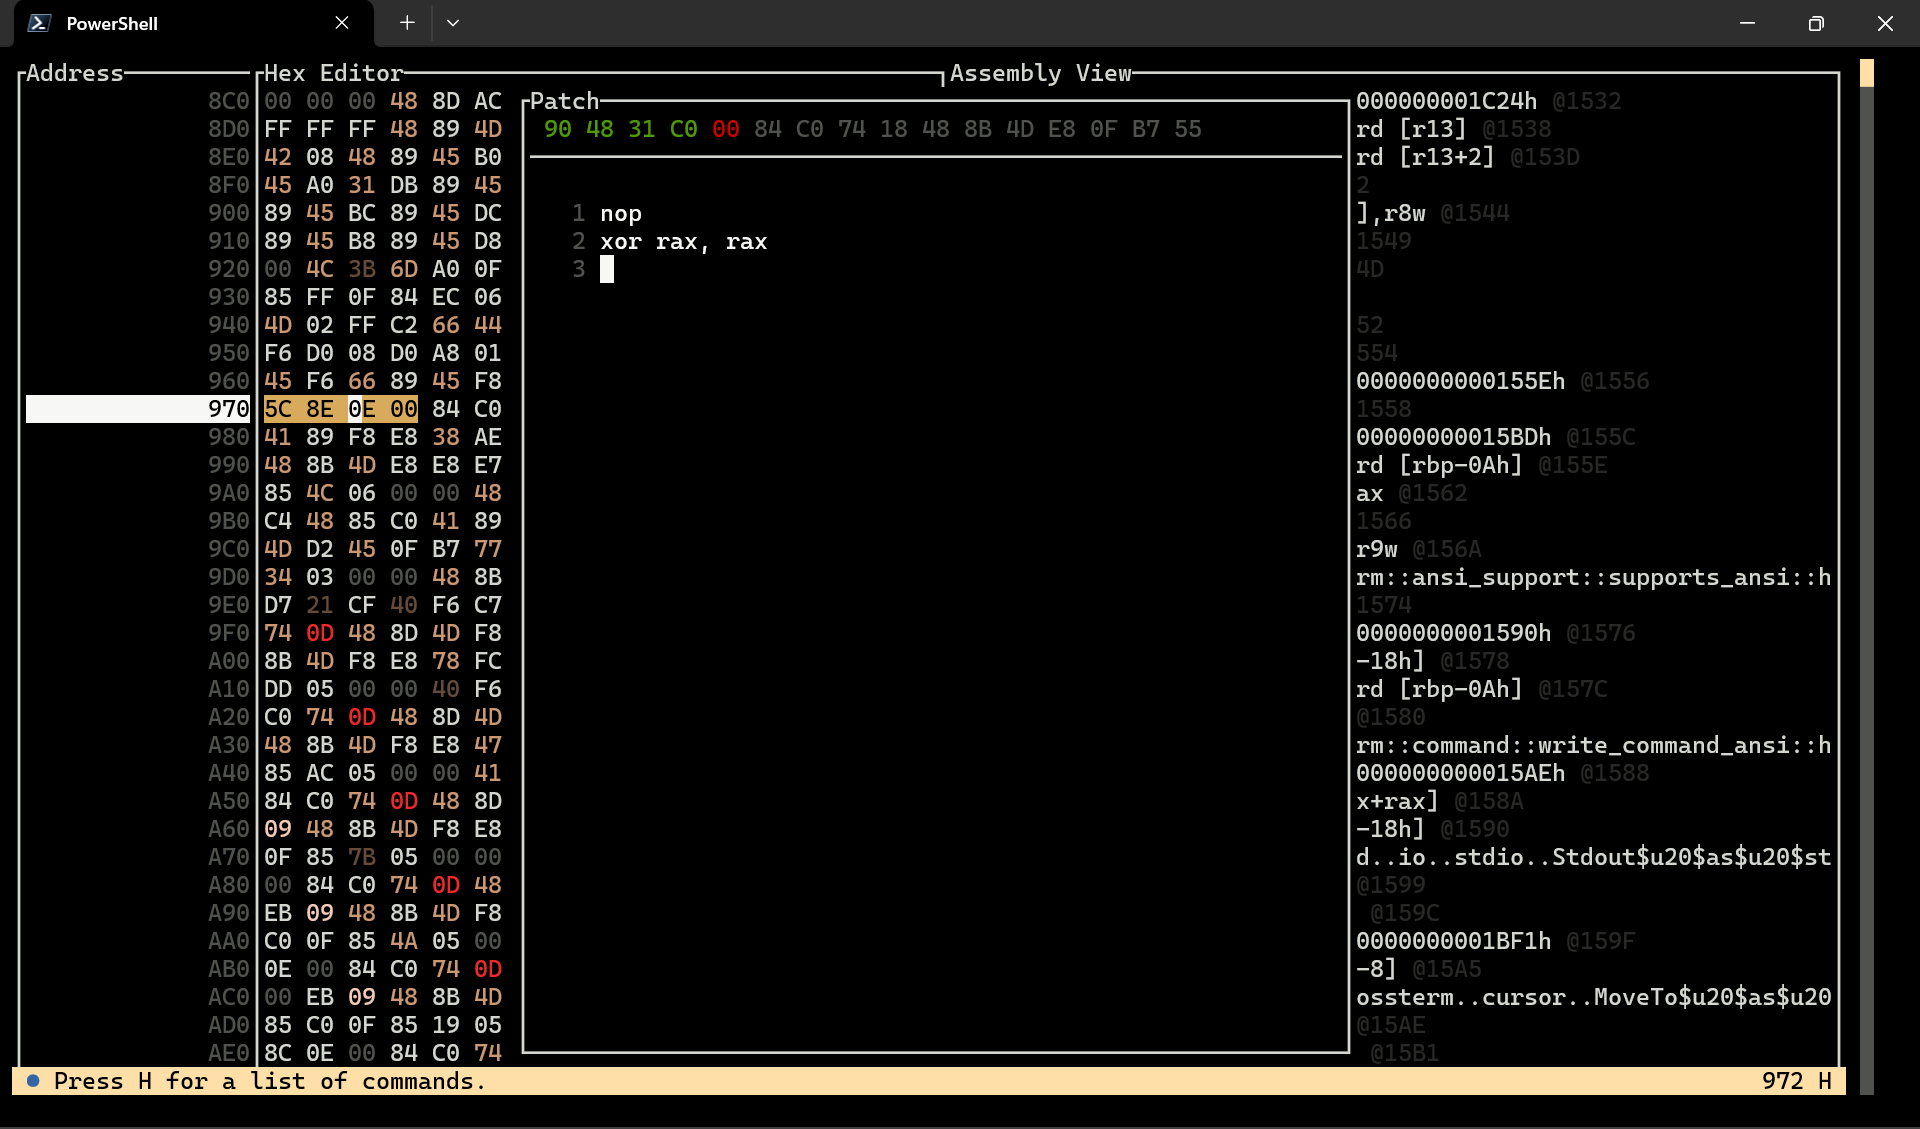 PowerShell
Address Hex Editor Assembly View
8C0 00 00 00 48 8D AC Patch 000000001C24h @1532
8D0 FF FF FF 48 89 4D 90 48 31 C0 00 84 C0 74 18 48 8B 4D E8 0F B7 55 rd [r13] @1538
8E0 42 08 48 89 45 B0 rd [r13+2] @153D
8F0 45 A0 31 DB 89 45 2
900 89 45 BC 89 45 DC 1 nop ],r8w @1544
910 89 45 B8 89 45 D8 2 xor rax, rax 1549
920 00 4C 3B 6D A0 0F 3 4D
930 85 FF 0F 84 EC 06
940 4D 02 FF C2 66 44 52
950 F6 D0 08 D0 A8 01 554
960 45 F6 66 89 45 F8 0000000000155Eh @1556
970 5C 8E 0E 00 84 C0 1558
980 41 89 F8 E8 38 AE 00000000015BDh @155C
990 48 8B 4D E8 E8 E7 rd [rbp-0Ah] @155E
9A0 85 4C 06 00 00 48 ax @1562
9B0 C4 48 85 C0 41 89 1566
9C0 4D D2 45 0F B7 77 r9w @156A
9D0 34 03 00 00 48 8B rm::ansi_support::supports_ansi::h
9E0 D7 21 CF 40 F6 C7 1574
9F0 74 0D 48 8D 4D F8 0000000001590h @1576
A00 8B 4D F8 E8 78 FC -18h] @1578
A10 DD 05 00 00 40 F6 rd [rbp-0Ah] @157C
A20 C0 74 0D 48 8D 4D @1580
A30 48 8B 4D F8 E8 47 rm::command::write_command_ansi::h
A40 85 AC 05 00 00 41 000000000015AEh @1588
A50 84 C0 74 0D 48 8D x+rax] @158A
A60 09 48 8B 4D F8 E8 -18h] @1590
A70 0F 85 7B 05 00 00 d..io..stdio..Stdout$u20$as$u20$st
A80 00 84 C0 74 0D 48 @1599
A90 EB 09 48 8B 4D F8 @159C
AA0 C0 0F 85 4A 05 00 0000000001BF1h @159F
AB0 0E 00 84 C0 74 0D -8] @15A5
AC0 00 EB 09 48 8B 4D ossterm..cursor..MoveTo$u20$as$u20
AD0 85 C0 0F 85 19 05 @15AE
AE0 8C 0E 00 84 C0 74 @15B1
Press H for a list of commands. 972 H